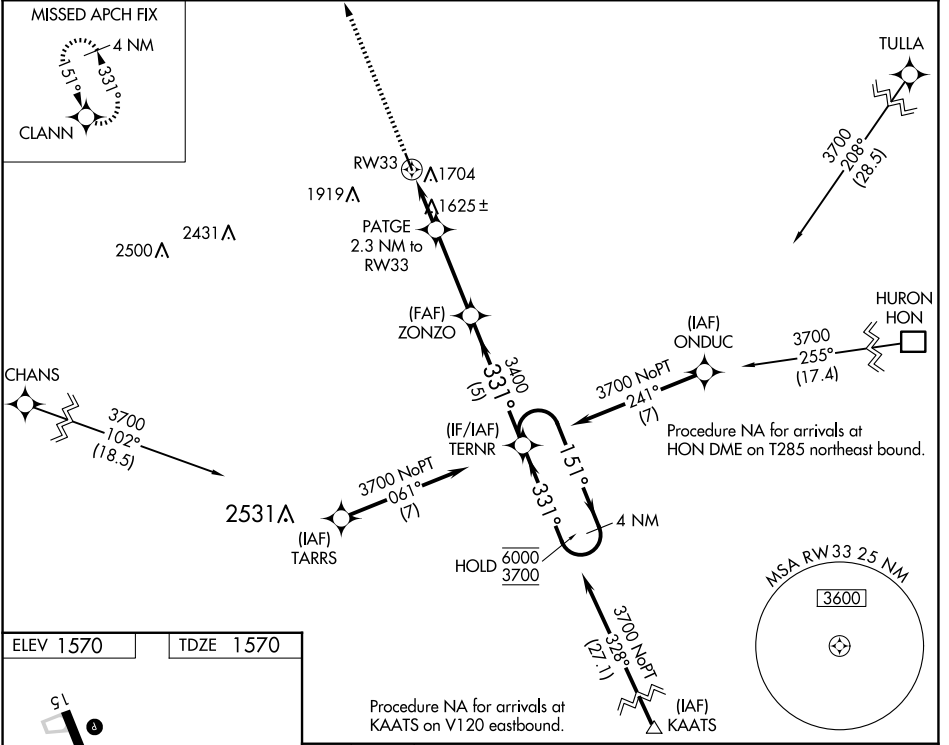 MISSED APCH FIX
4 NM
151°
331°
CLANN
TULLA
3700
208°
(28.5)
RW33
1704
1919
1625±
PATGE
2.3 NM to
RW33
2431
2500
(FAF)
ZONZO
HURON
HON
(IAF)
ONDUC
3700
255°
(17.4)
3400
331°
(5)
CHANS
3700
102°
(18.5)
3700 NoPT
241°
(7)
Procedure NA for arrivals at
HON DME on T285 northeast bound.
(IF/IAF)
TERNR
151°
331°
3700 NoPT
061°
(7)
2531
(IAF)
TARRS
4 NM
HOLD 6000
3700
MSA RW33 25 NM
3600
3700 NoPT
328°
(27.1)
ELEV 1570
TDZE 1570
15
P
Procedure NA for arrivals at
KAATS on V120 eastbound.
(IAF)
KAATS